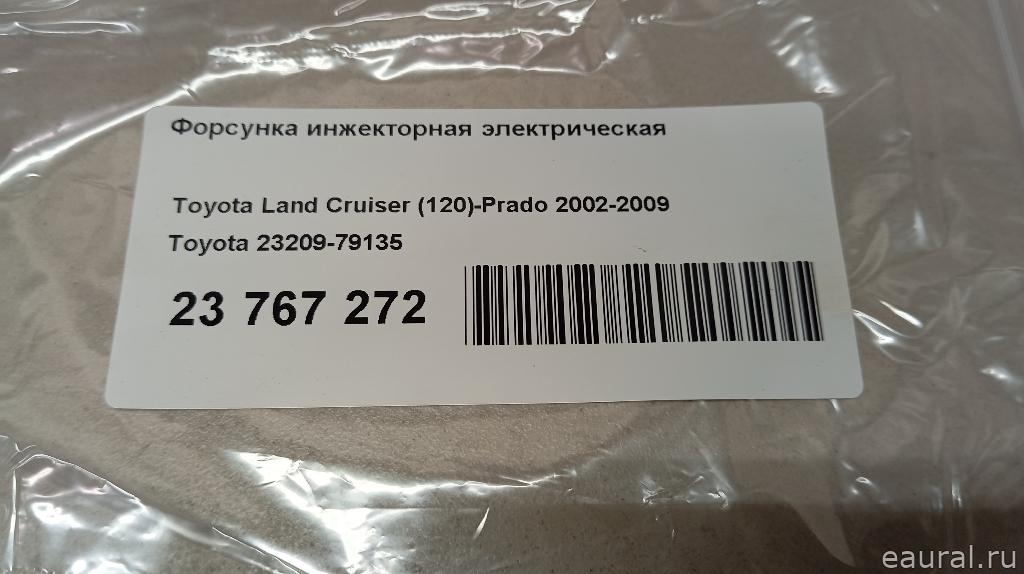 Форсунка инжекторная электрическая
Toyota Land Cruiser (120)-Prado 2002-2009
Toyota 23209-79135
23 767 272
eaural.ru